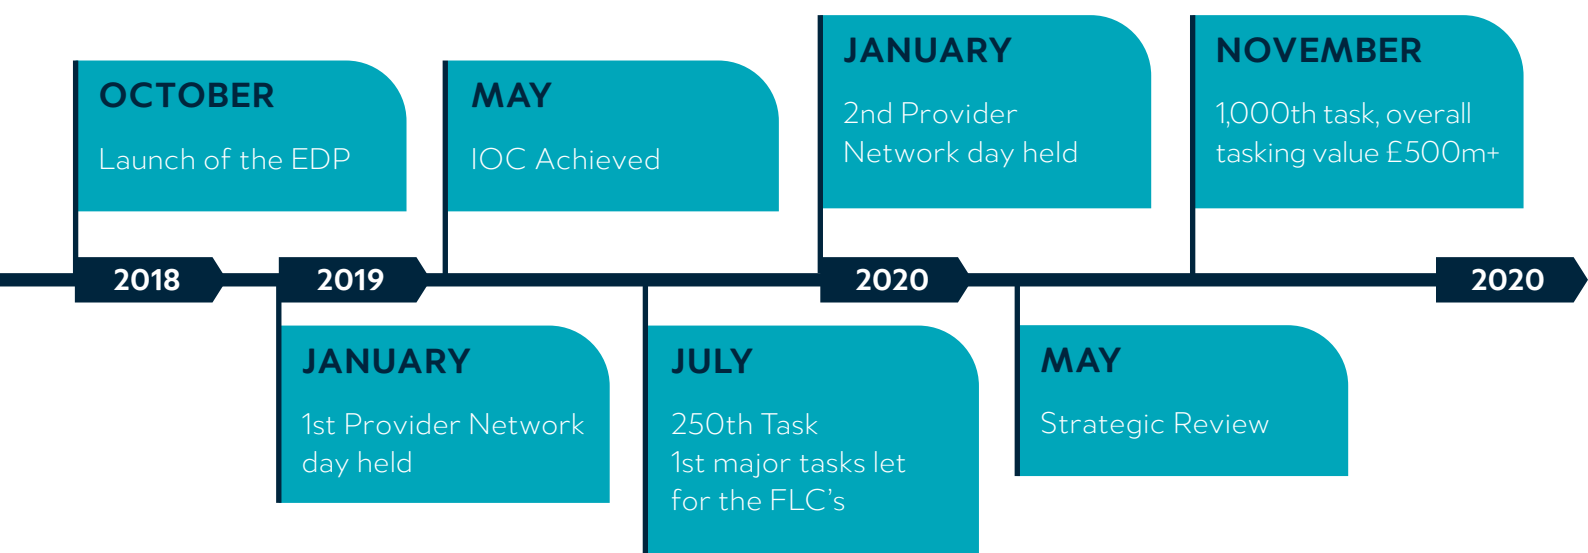 OCTOBER
Launch of the EDP
MAY
IOC Achieved
JANUARY
2nd Provider
Network day held
NOVEMBER
1,000th task, overall
tasking value £500m+
2018
2019
2020
2020
JANUARY
1st Provider Network
day held
JULY
250th Task
1st major tasks let
for the FLC's
MAY
Strategic Review